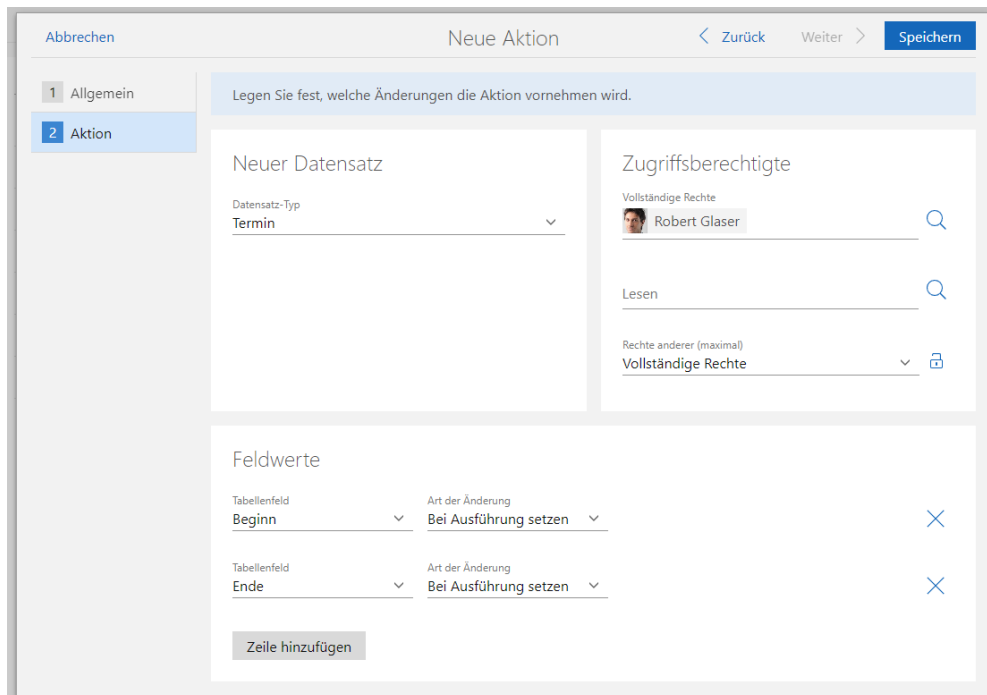 Abbrechen
Neue Aktion
Zurück
Weiter
Speichern
1 Allgemein
2 Aktion
Legen Sie fest, welche Änderungen die Aktion vornehmen wird.
Neuer Datensatz
Datensatz-Typ
Termin
Zugriffsberechtigte
Vollständige Rechte
Robert Glaser
Lesen
Rechte anderer (maximal)
Vollständige Rechte
Feldwerte
Tabellenfeld
Art der Änderung
Beginn
Bei Ausführung setzen
Tabellenfeld
Art der Änderung
Ende
Bei Ausführung setzen
Zeile hinzufügen